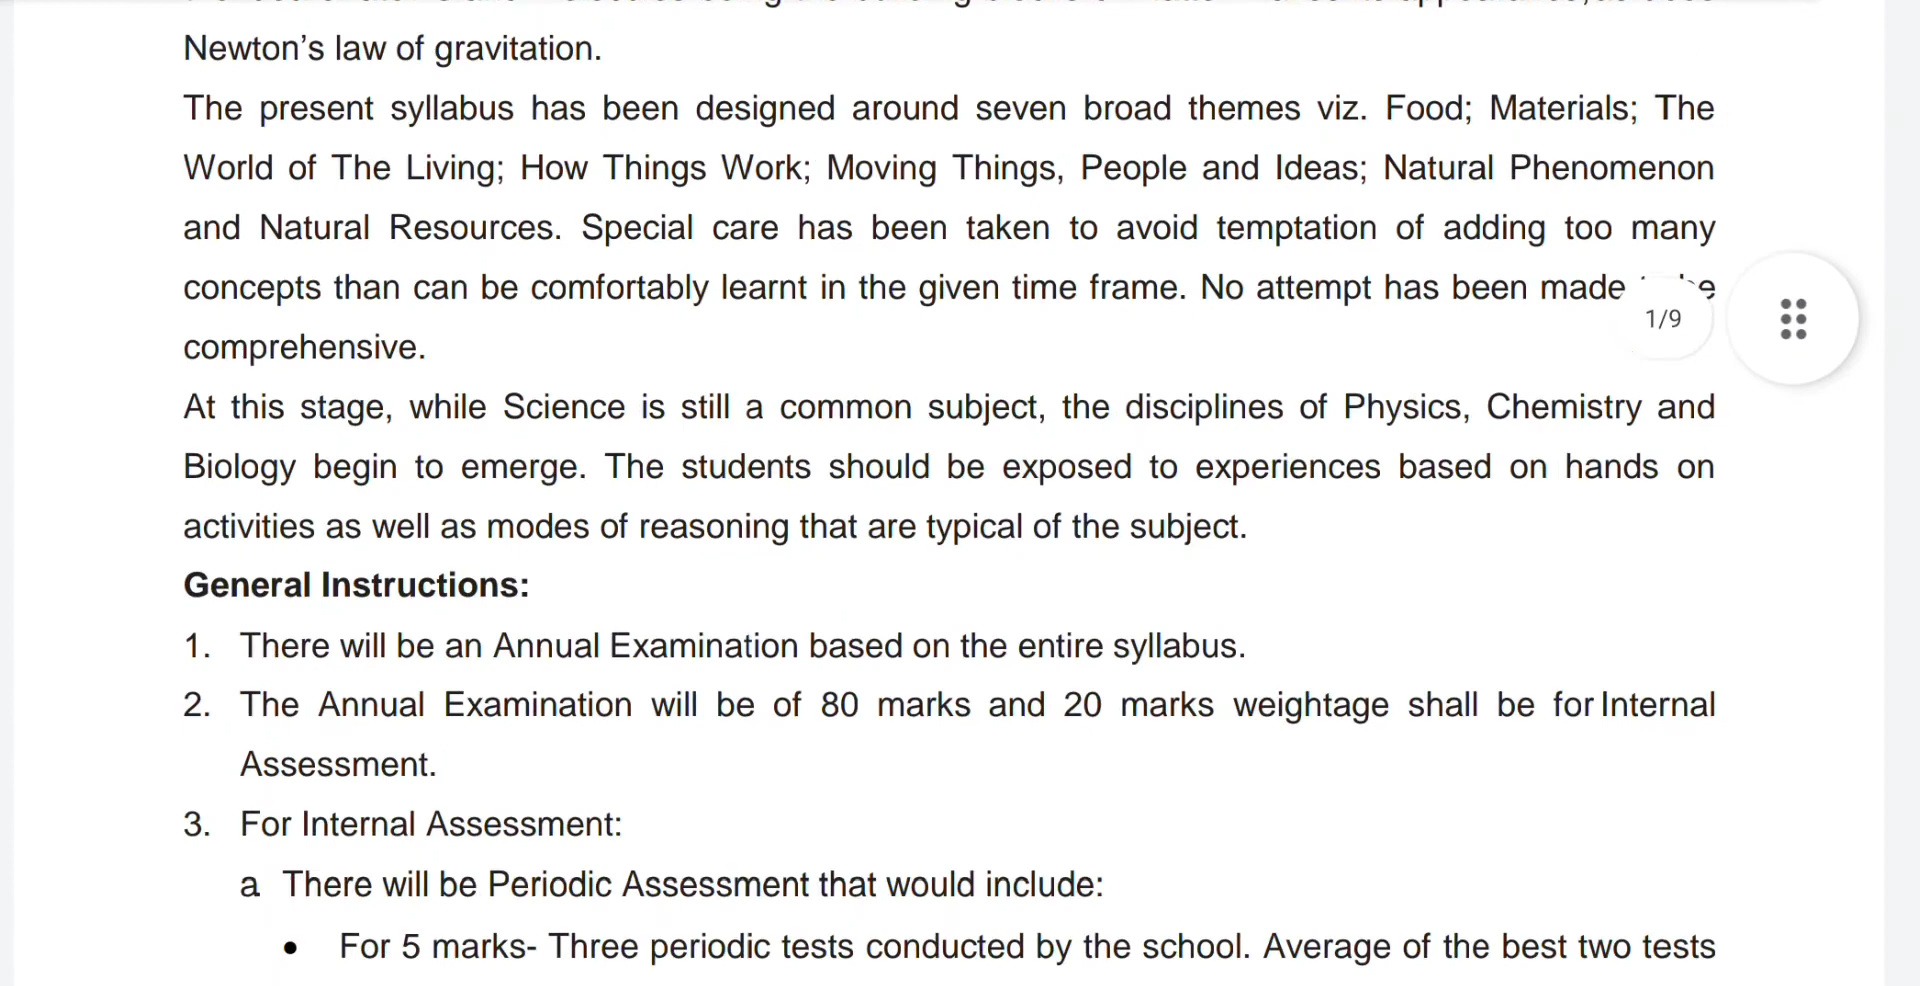 Newton’s law of gravitation.
The present syllabus has been designed around seven broad themes viz. Food; Materials; The
World of The Living; How Things Work; Moving Things, People and Ideas; Natural Phenomenon
and Natural Resources. Special care has been taken to avoid temptation of adding too many
concepts than can be comfortably learnt in the given time frame. No attempt has been made
1/9
comprehensive.
At this stage, while Science is still a common subject, the disciplines of Physics, Chemistry and
Biology begin to emerge. The students should be exposed to experiences based on hands on
activities as well as modes of reasoning that are typical of the subject.
General Instructions:
1. There will be an Annual Examination based on the entire syllabus.
2. The Annual Examination will be of 80 marks and 20 marks weightage shall be for Internal
Assessment.
3. For Internal Assessment:
a There will be Periodic Assessment that would include:
• For 5 marks- Three periodic tests conducted by the school. Average of the best two tests